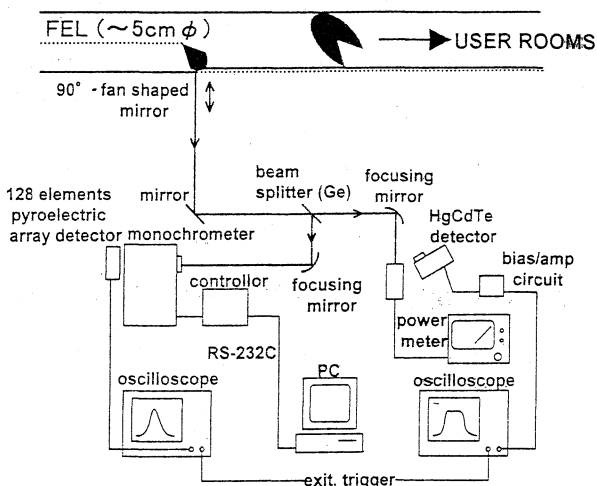 FEL (～5cm φ)
USER ROOMS
90° - fan shaped
mirror
beam
splitter (Ge)
focusing
mirror
128 elements
pyroelectric
array detector
mirror
monochrometer
HgCdTe
detector
bias/amp
circuit
controllor
focusing
mirror
power
meter
RS-232C
PC
oscilloscope
oscilloscope
exit. trigger